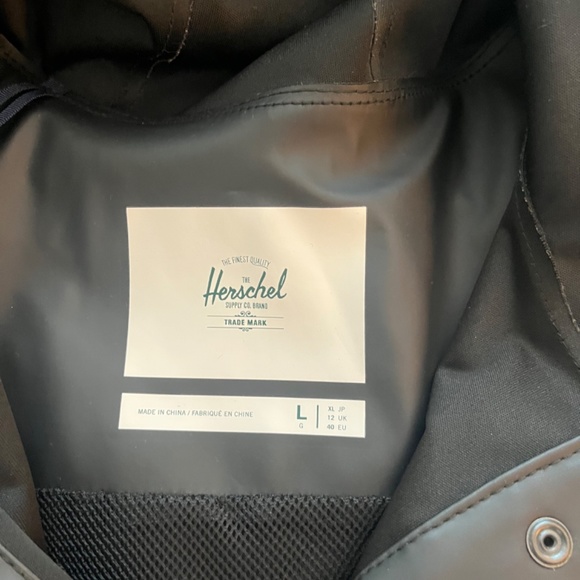 THE FINEST QUALITY
THE
Herschel
SUPPLY CO. BRAND
TRADE MARK
MADE IN CHINA / FABRIQUÉ EN CHINE
L
G
XL JP
12 UK
40 EU